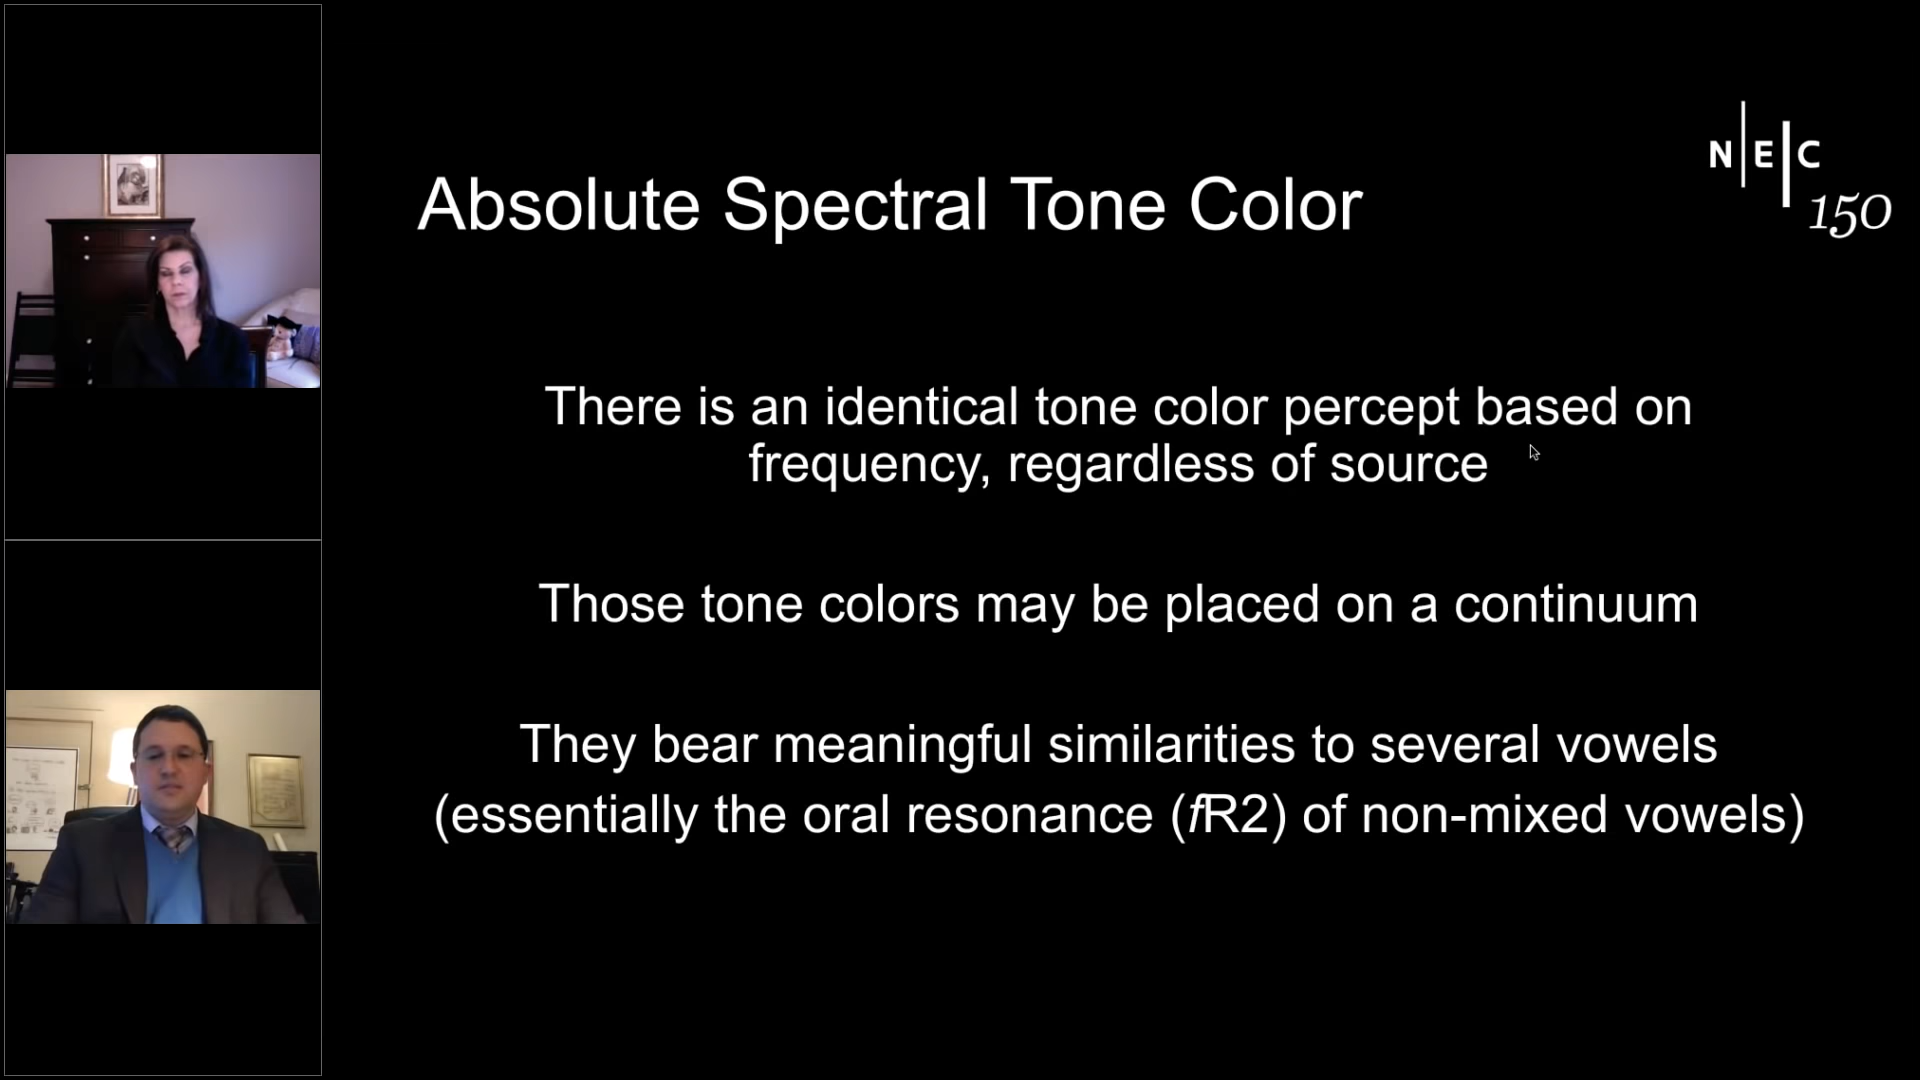 Absolute Spectral Tone Color
N E C
150
There is an identical tone color percept based on
frequency, regardless of source
Those tone colors may be placed on a continuum
They bear meaningful similarities to several vowels
(essentially the oral resonance (fR2) of non-mixed vowels)